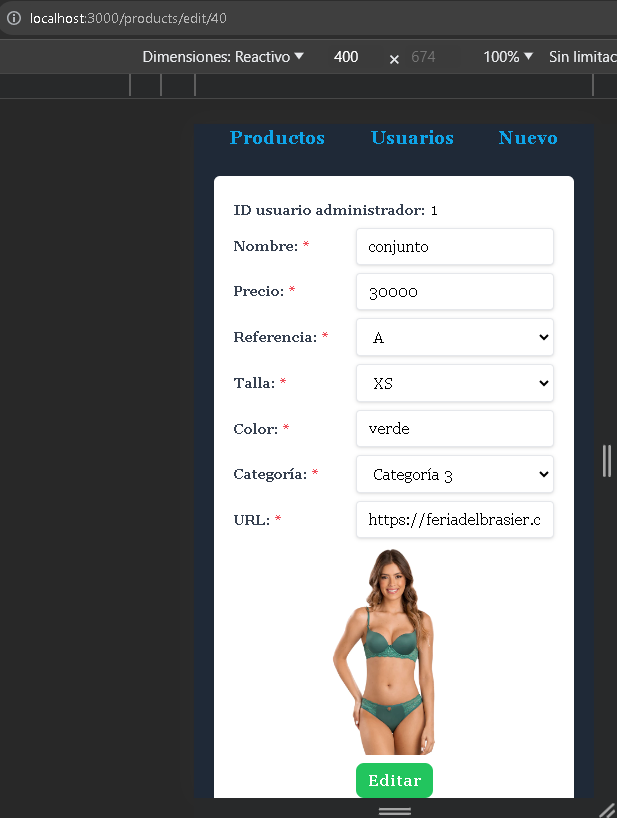 localhost:3000/products/edit/40
Dimensiones: Reactivo ▼ 400 × 674 100% ▼ Sin limitac
Productos Usuarios Nuevo
ID usuario administrador: 1
Nombre: * conjunto
Precio: * 30000
Referencia: * A
Talla: * XS
Color: * verde
Categoría: * Categoría 3
URL: * https://feriadelbrasier.c
Editar